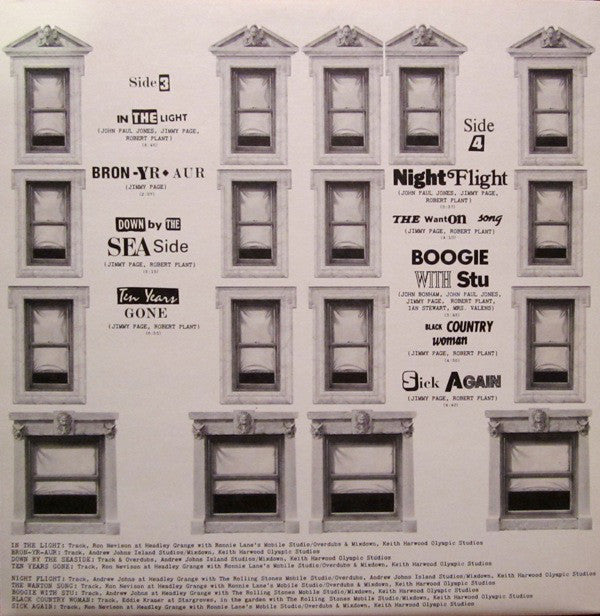 Side 3
IN THE LIGHT
(JOHN PAUL JONES, JIMMY PAGE,
ROBERT PLANT)
BRON-YR•AUR
(JIMMY PAGE)
DOWN by THE
SEA Side
(JIMMY PAGE, ROBERT PLANT)
Ten Years
GONE
(JIMMY PAGE, ROBERT PLANT)
Side
4
Night Flight
(JOHN PAUL JONES, JIMMY PAGE,
ROBERT PLANT)
THE WantON song
(JIMMY PAGE, ROBERT PLANT)
BOOGIE
WITH Stu
(JOHN BONHAM, JOHN PAUL JONES,
JIMMY PAGE, ROBERT PLANT,
IAN STEWART, MRS. VALENS)
BLACK COUNTRY
woman
(JIMMY PAGE, ROBERT PLANT)
Sick AGAIN
(JIMMY PAGE, ROBERT PLANT)
IN THE LIGHT: Track, Ron Nevison at Headley Grange with Ronnie Lane's Mobile Studio/Overdubs & Mixdown, Keith Harwood Olympic Studios
BRON-YR-AUR: Track, Andrew Johns Island Studios/Mixdown, Keith Harwood Olympic Studios
DOWN BY THE SEASIDE: Track & Overdubs, Andrew Johns Island Studios/Mixdown, Keith Harwood Olympic Studios
TEN YEARS GONE: Track, Ron Nevison at Headley Grange with Ronnie Lane's Mobile Studio/Overdubs & Mixdown, Keith Harwood Olympic Studios
NIGHT FLIGHT: Track, Andrew Johns at Headley Grange with The Rolling Stones Mobile Studio/Overdubs, Andrew Johns Island Studios/Mixdown, Keith Harwood Olympic Studios
THE WANTON SONG: Track, Ron Nevison at Headley Grange with Ronnie Lane's Mobile Studio/Overdubs & Mixdown, Keith Harwood Olympic Studios
BOOGIE WITH STU: Track, Andrew Johns at Headley Grange with The Rolling Stones Mobile Studio/Mixdown, Keith Harwood Olympic Studios
BLACK COUNTRY WOMAN: Track, Eddie Kramer at Stargroves, in the garden with The Rolling Stones Mobile Studio/Mixdown, Keith Harwood Olympic Studios
SICK AGAIN: Track, Ron Nevison at Headley Grange with Ronnie Lane's Mobile Studio/Overdubs & Mixdown, Keith Harwood Olympic Studios